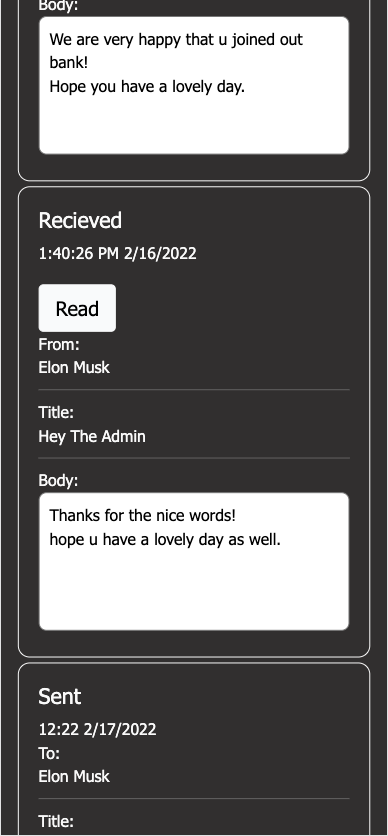 Body:
We are very happy that u joined out
bank!
Hope you have a lovely day.
Recieved
1:40:26 PM 2/16/2022
Read
From:
Elon Musk
Title:
Hey The Admin
Body:
Thanks for the nice words!
hope u have a lovely day as well.
Sent
12:22 2/17/2022
To:
Elon Musk
Title: